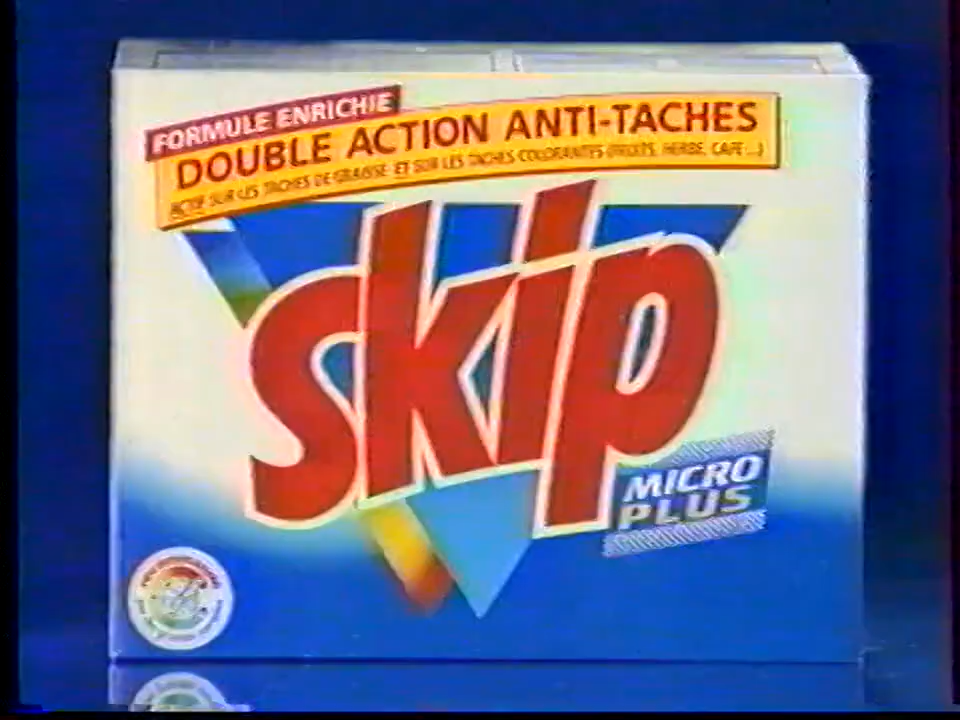 FORMULE ENRICHIE
DOUBLE ACTION ANTI-TACHES
ACTIF SUR LES TACHES DE GRAISSE ET SUR LES TACHES COLORANTES (FRUITS, HERBE, CAFE...)
skip
MICRO
PLUS